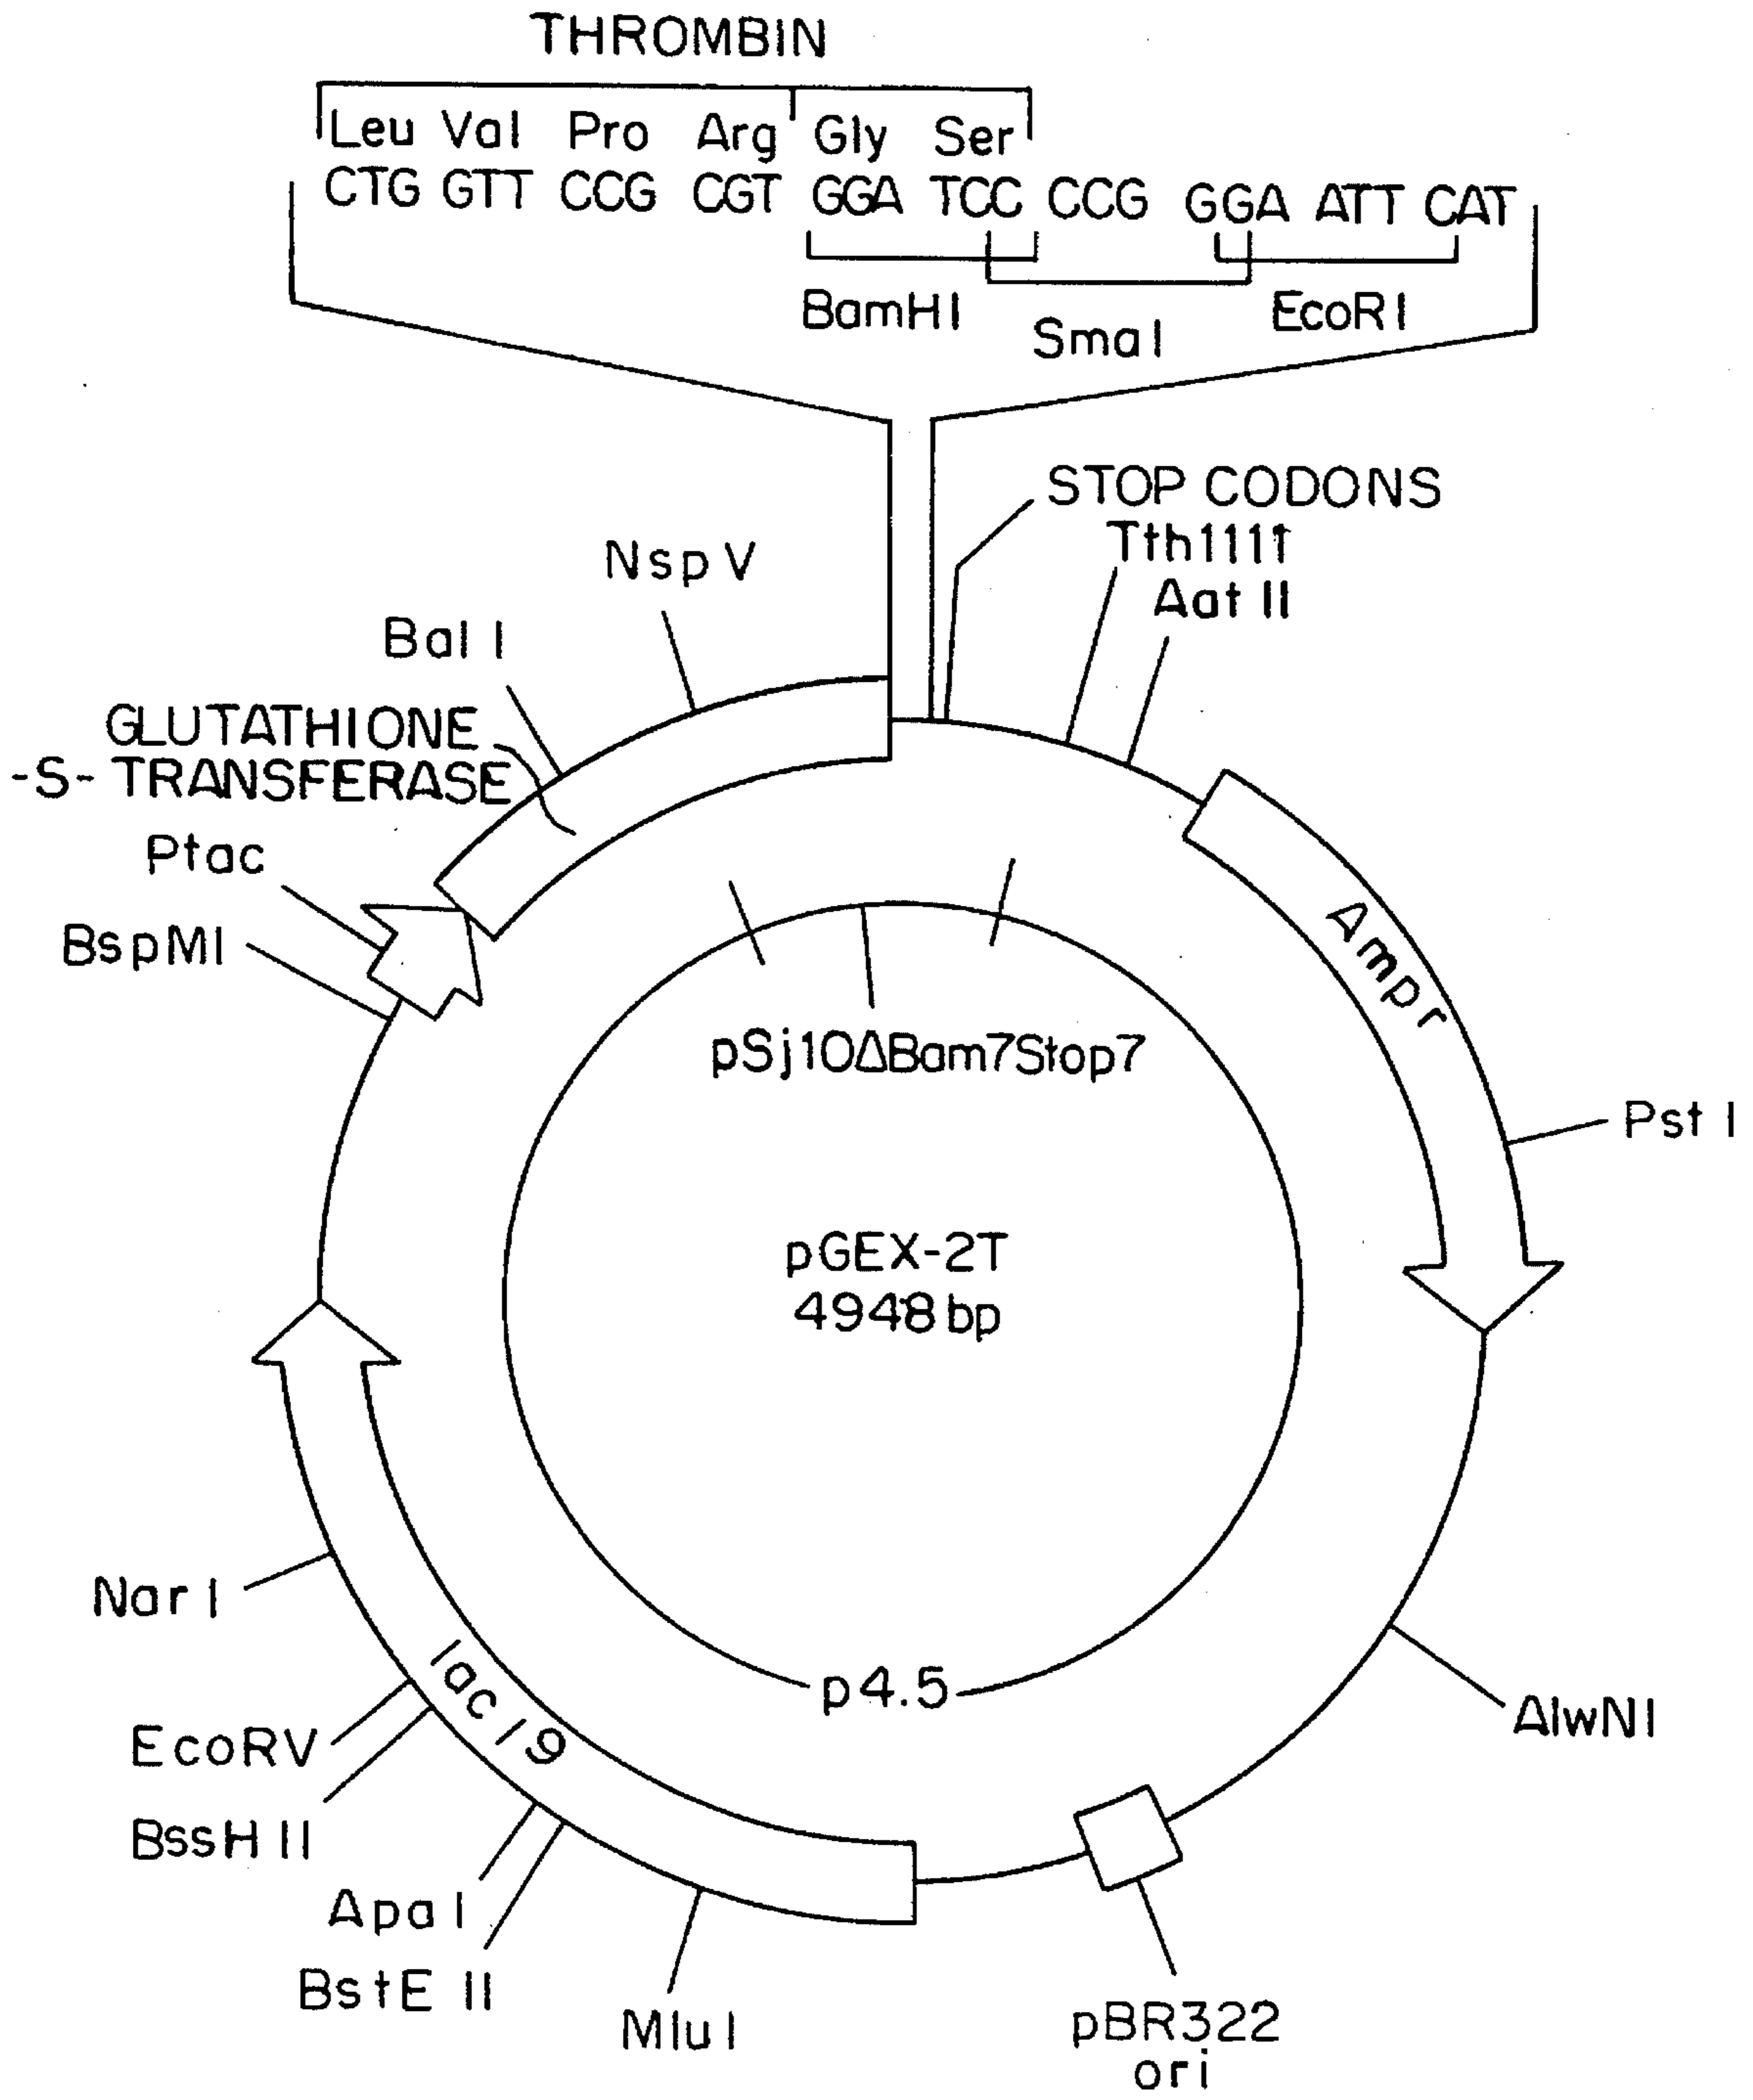 THROMBIN
Leu Val Pro Arg Gly Ser
CTG GTT CCG CGT GGA TCC CCG GGA ATT CAT
BamHI
SmaI
EcoRI
STOP CODONS
Tth111I
Aat II
Nsp V
Bal I
GLUTATHIONE
-S- TRANSFERASE
Ptac
BspMI
Ampr
pSj10ΔBam7Stop7
Pst I
pGEX-2T
4948 bp
Nar I
lac Iq
p4.5
AlwNI
EcoRV
BssH II
Apa I
BstE II
Mlu I
pBR322
ori